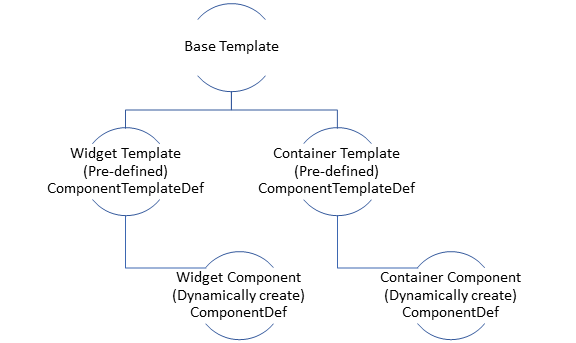 Base Template
Widget Template
(Pre-defined)
ComponentTemplateDef
Container Template
(Pre-defined)
ComponentTemplateDef
Widget Component
(Dynamically create)
ComponentDef
Container Component
(Dynamically create)
ComponentDef